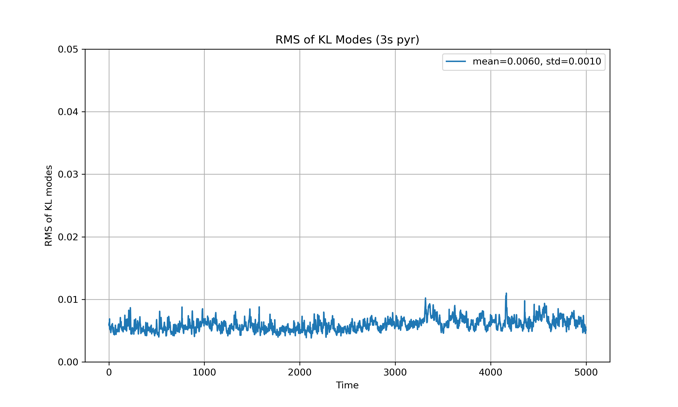 RMS of KL Modes (3s pyr)
mean=0.0060, std=0.0010
RMS of KL modes
0.05
0.04
0.03
0.02
0.01
0.00
0 1000 2000 3000 4000 5000
Time